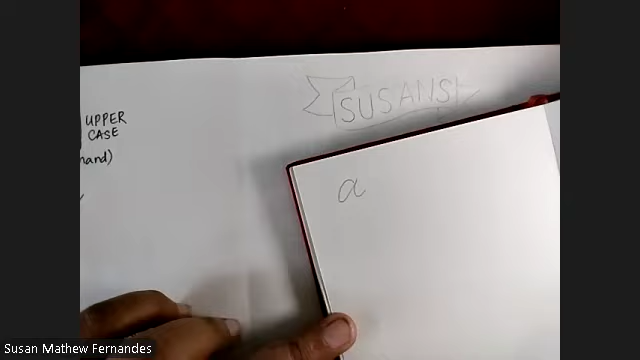 SUSANS
UPPER
CASE
hand)
a
Susan Mathew Fernandes